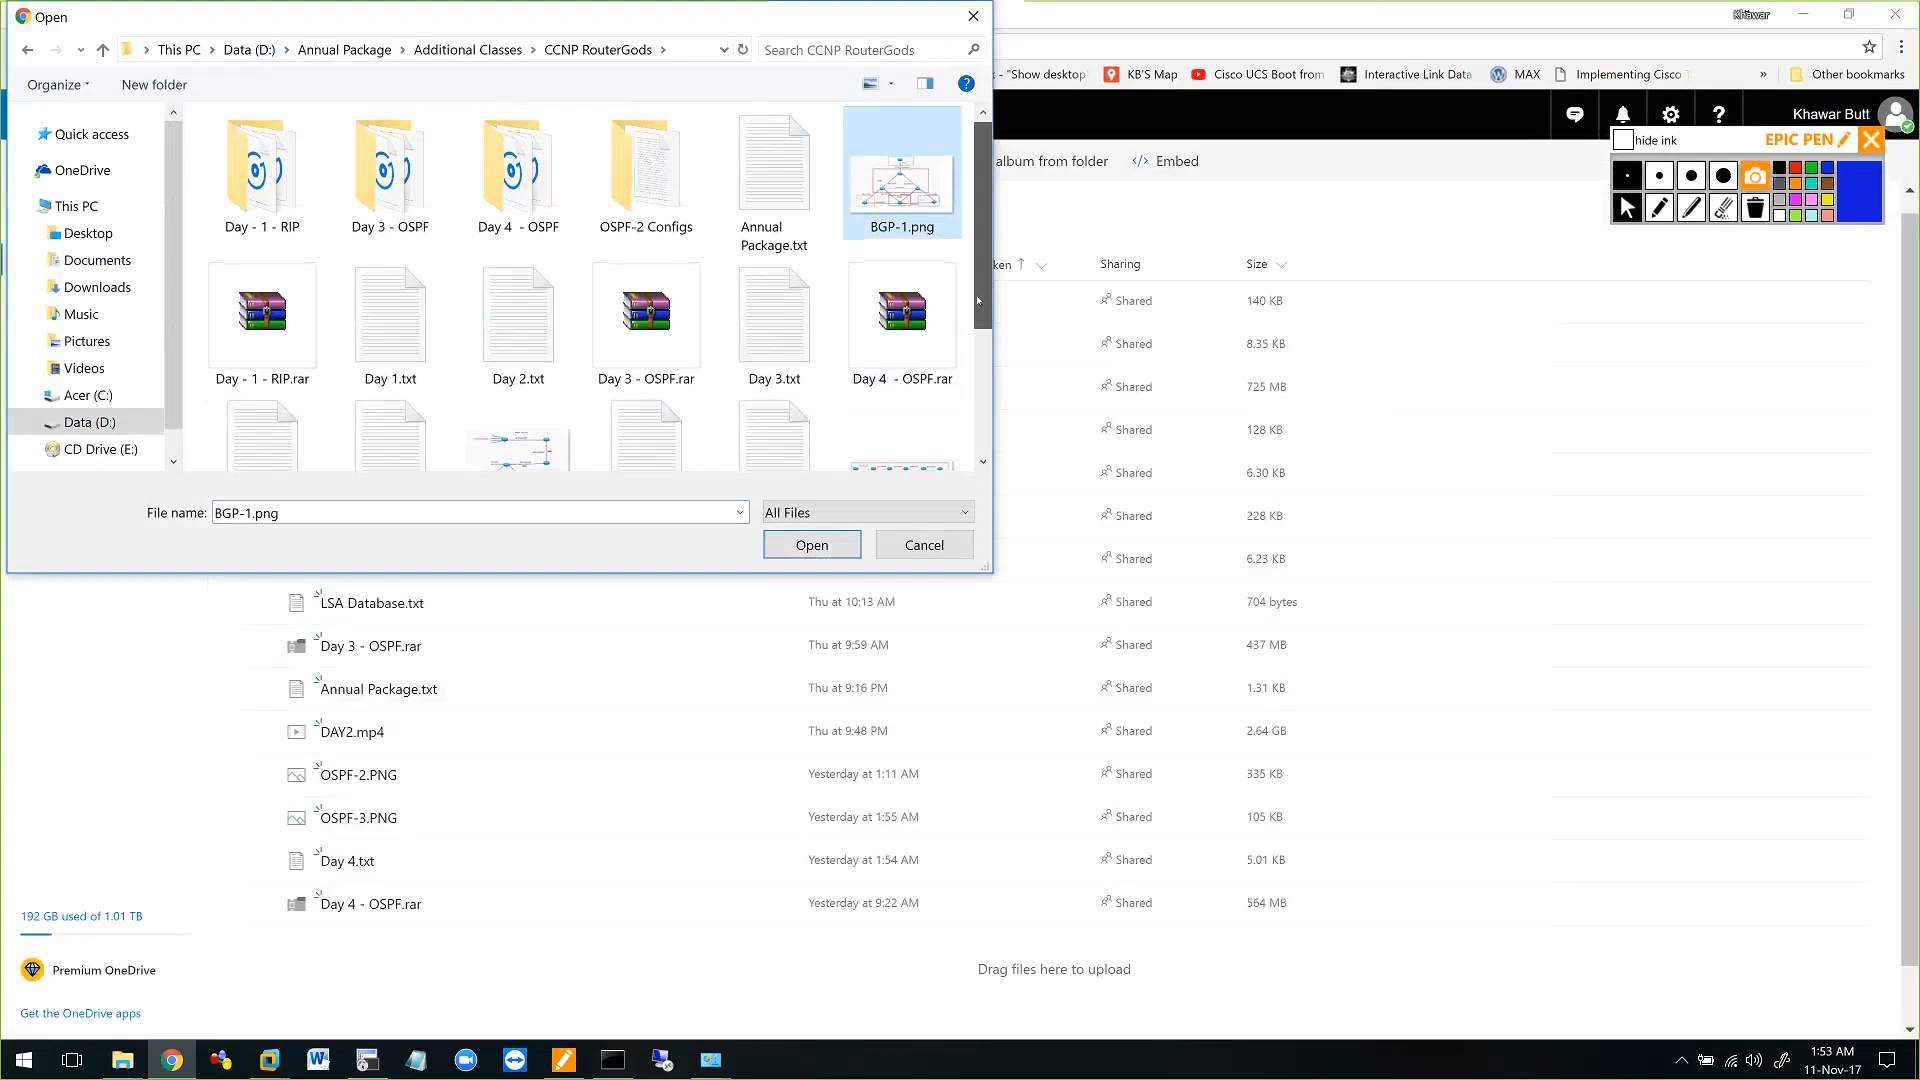 Open
Khawar
This PC > Data (D:) > Annual Package > Additional Classes > CCNP RouterGods >
Search CCNP RouterGods
Organize
New folder
"Show desktop"
KB'S Map
Cisco UCS Boot from
Interactive Link Data
MAX
Implementing Cisco
»
Other bookmarks
Khawar Butt
hide ink
EPIC PEN
album from folder
</> Embed
Quick access
OneDrive
This PC
Desktop
Documents
Downloads
Music
Pictures
Videos
Acer (C:)
Data (D:)
CD Drive (E:)
Day - 1 - RIP
Day 3 - OSPF
Day 4 - OSPF
OSPF-2 Configs
Annual
Package.txt
BGP-1.png
Day - 1 - RIP.rar
Day 1.txt
Day 2.txt
Day 3 - OSPF.rar
Day 3.txt
Day 4 - OSPF.rar
File name: BGP-1.png
All Files
Open
Cancel
Sharing
Size
Shared 140 KB
Shared 8.35 KB
Shared 725 MB
Shared 128 KB
Shared 6.30 KB
Shared 228 KB
Shared 6.23 KB
LSA Database.txt Thu at 10:13 AM Shared 704 bytes
Day 3 - OSPF.rar Thu at 9:59 AM Shared 437 MB
Annual Package.txt Thu at 9:16 PM Shared 1.31 KB
DAY2.mp4 Thu at 9:48 PM Shared 2.64 GB
OSPF-2.PNG Yesterday at 1:11 AM Shared 335 KB
OSPF-3.PNG Yesterday at 1:55 AM Shared 105 KB
Day 4.txt Yesterday at 1:54 AM Shared 5.01 KB
Day 4 - OSPF.rar Yesterday at 9:22 AM Shared 564 MB
192 GB used of 1.01 TB
Premium OneDrive
Get the OneDrive apps
Drag files here to upload
1:53 AM
11-Nov-17